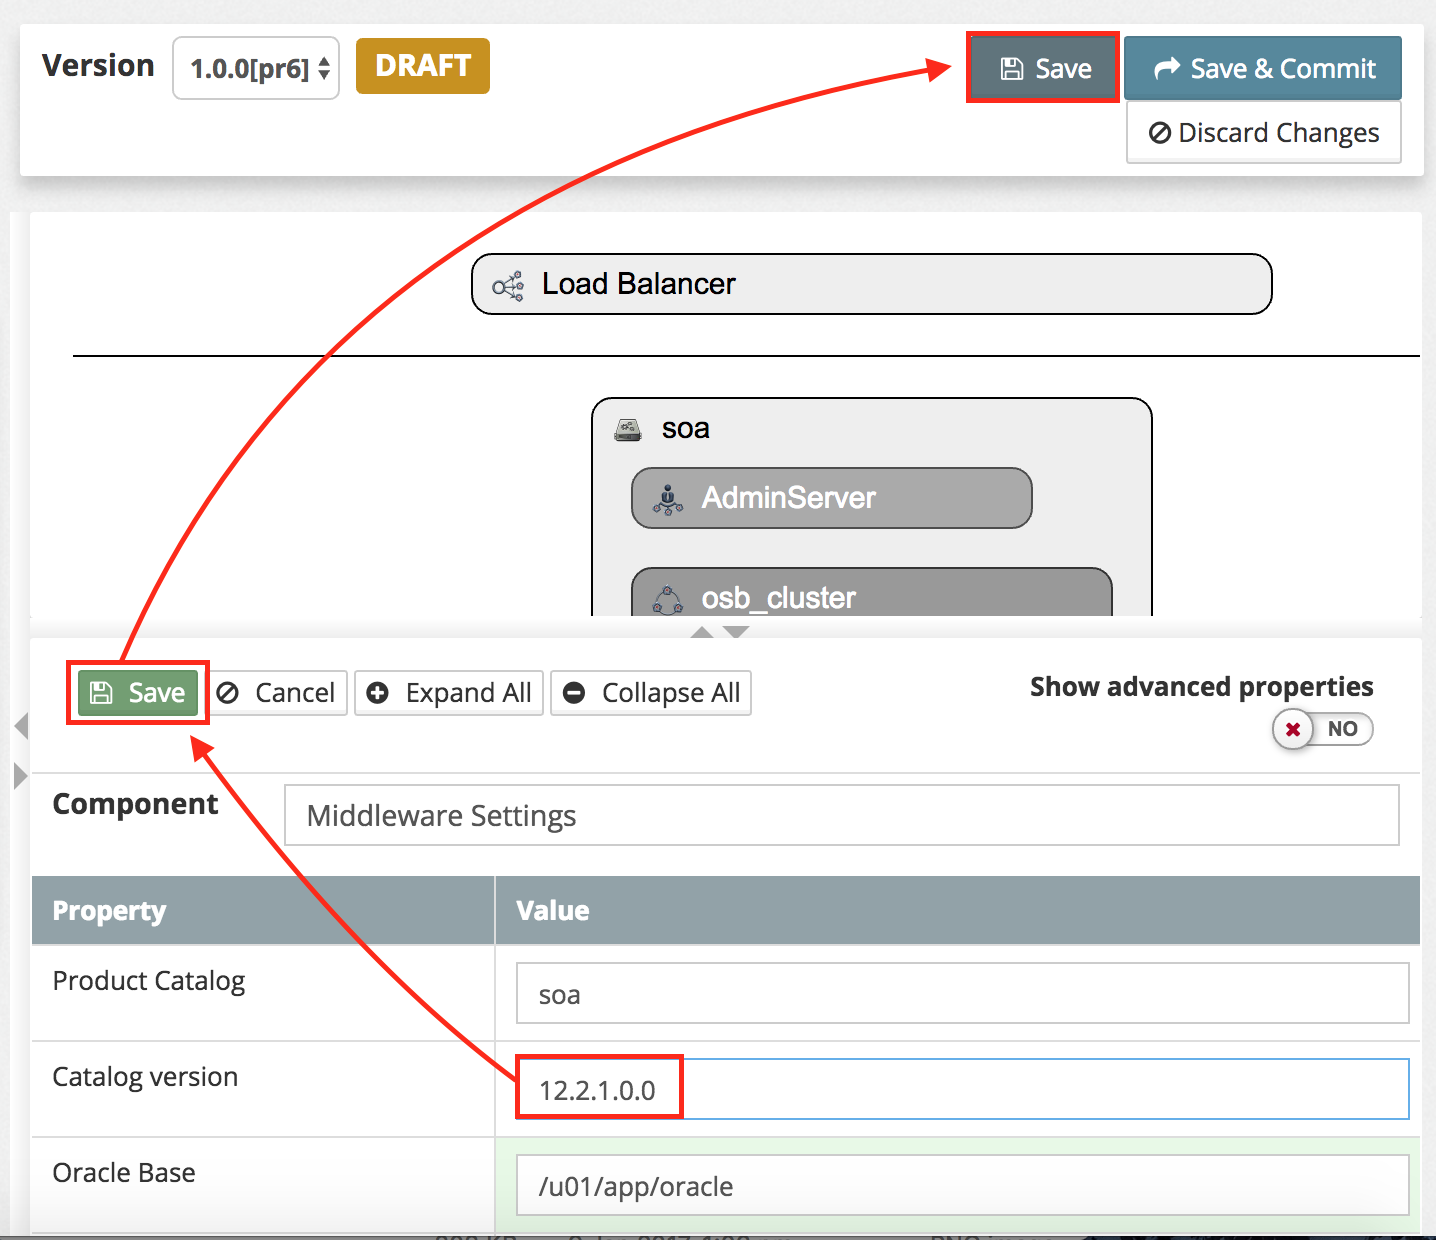 Version 1.0.0[pr6] DRAFT Save Save & Commit
Discard Changes
Load Balancer
soa
AdminServer
osb_cluster
Save Cancel Expand All Collapse All Show advanced properties
NO
Component Middleware Settings
Property Value
Product Catalog soa
Catalog version 12.2.1.0.0
Oracle Base /u01/app/oracle